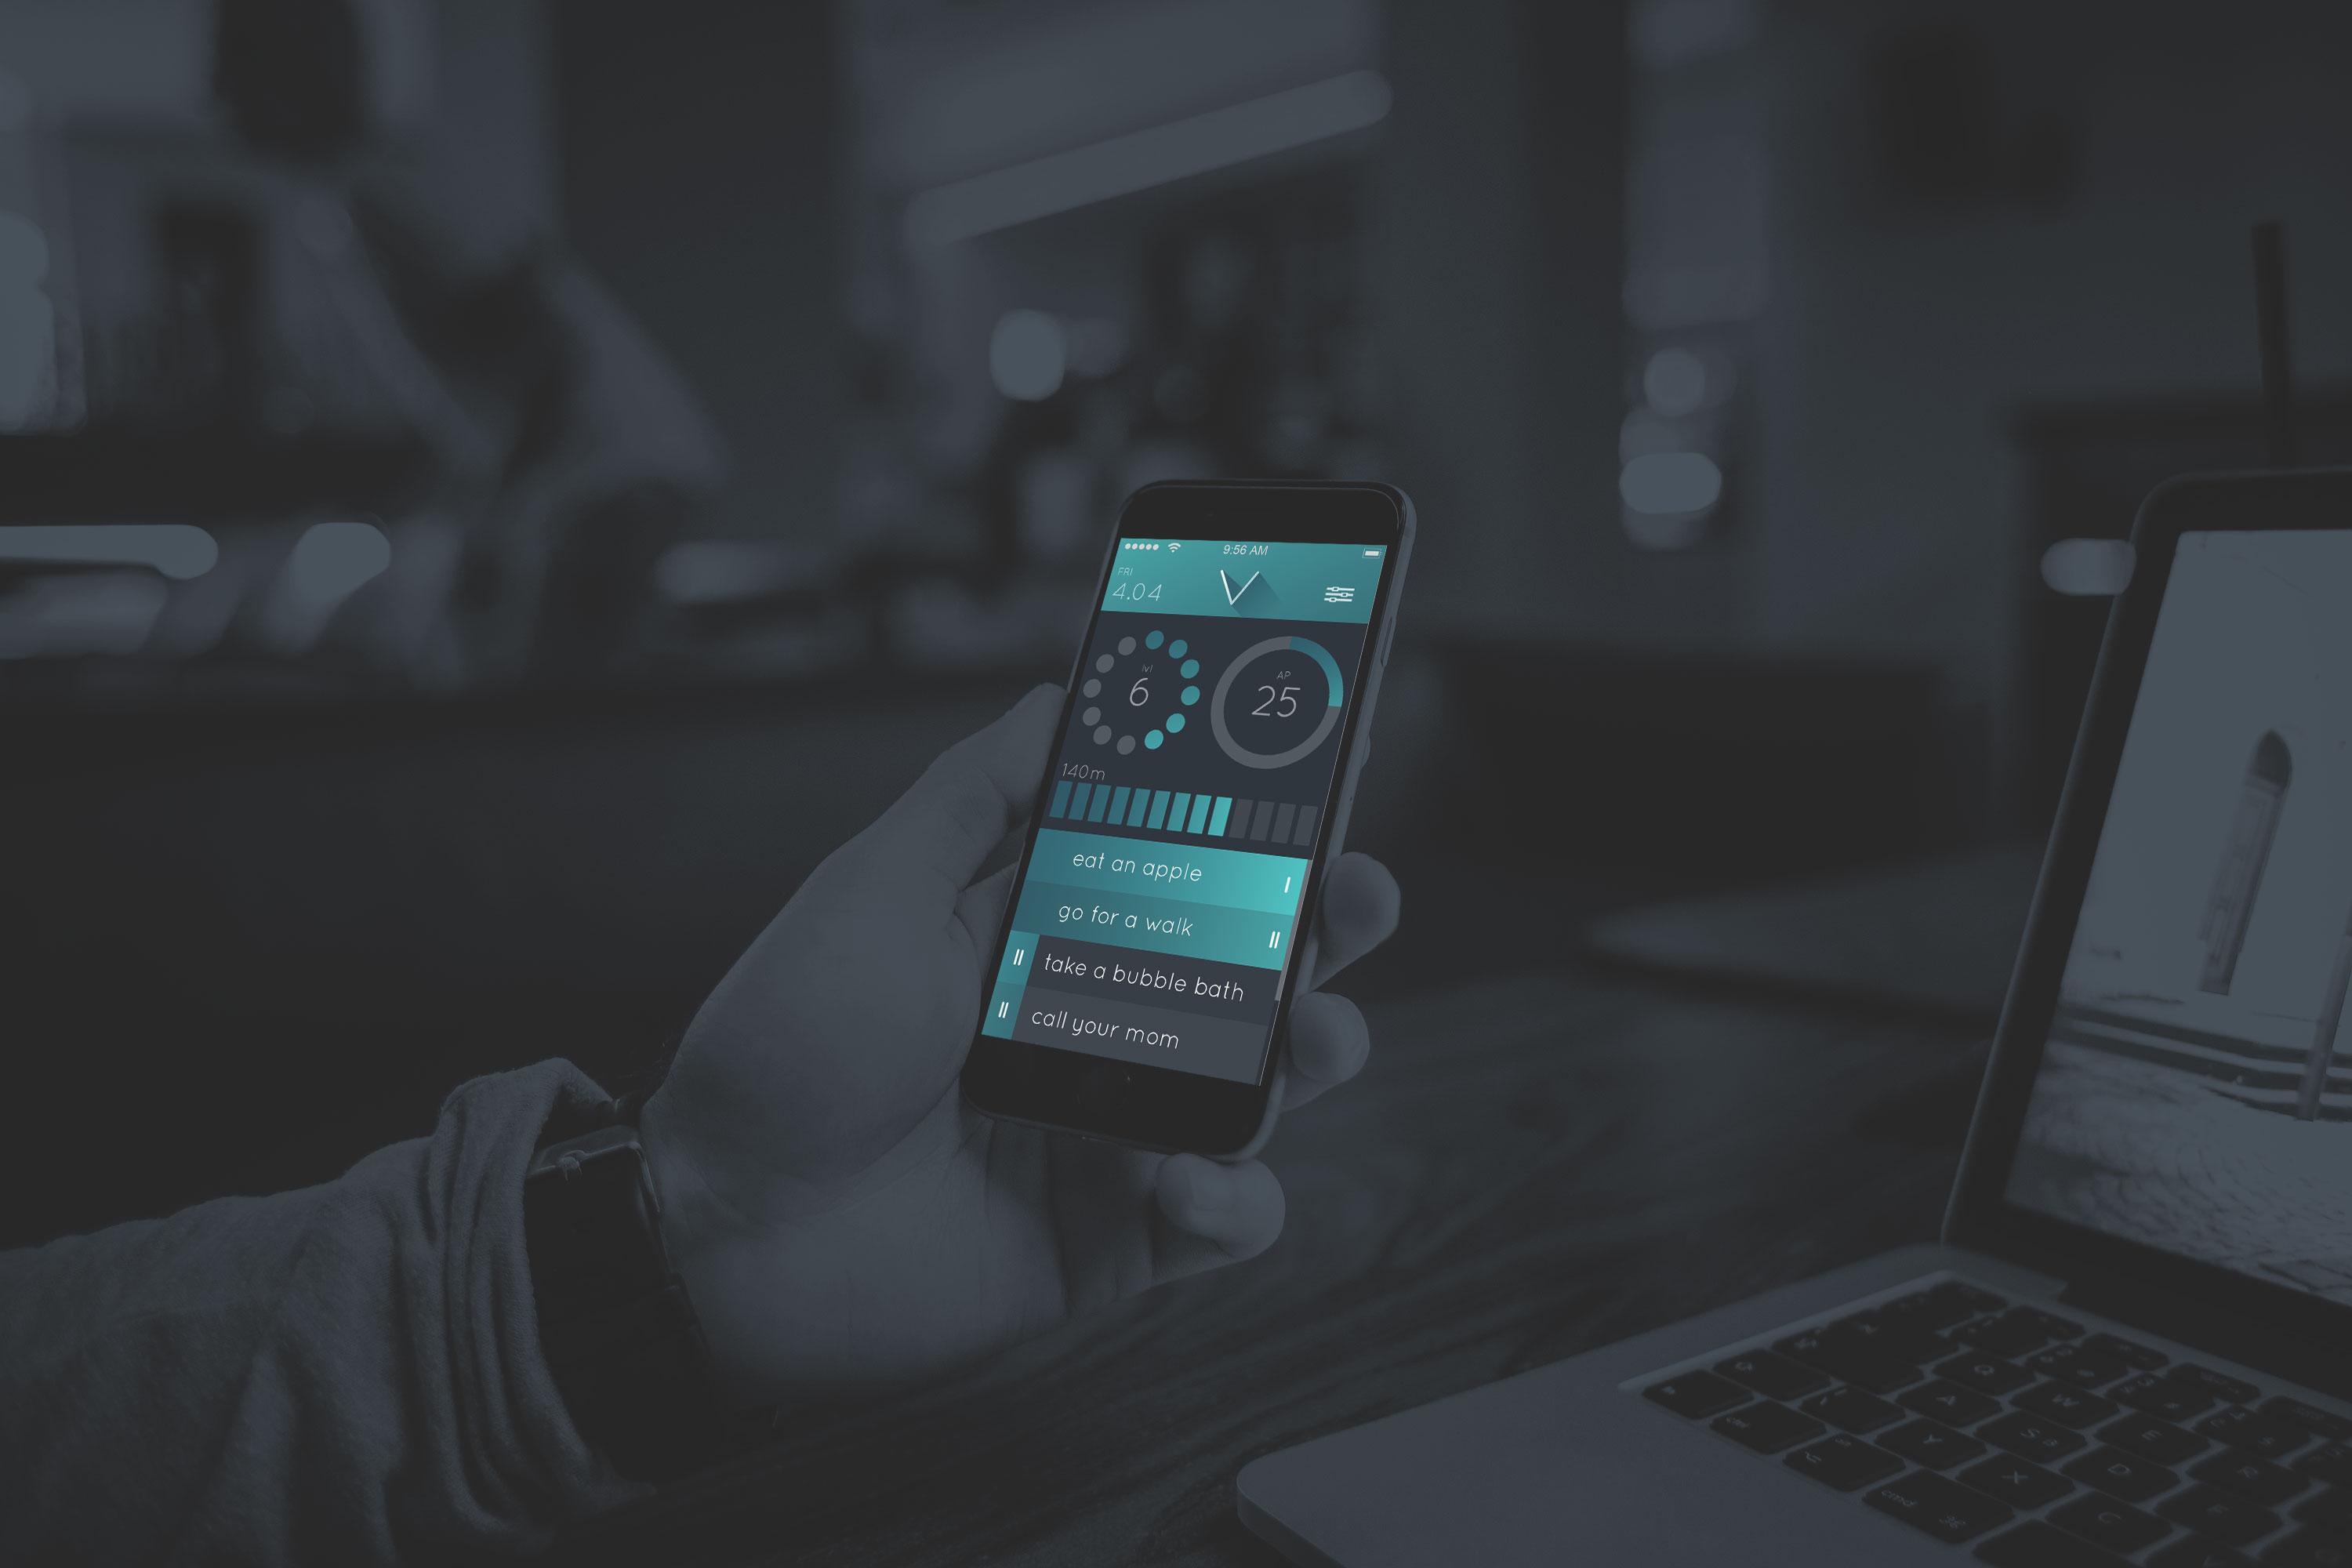 9:56 AM
FRI
4.04
lvl
6
AP
25
140m
eat an apple I
go for a walk II
II take a bubble bath
II call your mom
Q W E R
A S D F
Y X C
cmd ⌘